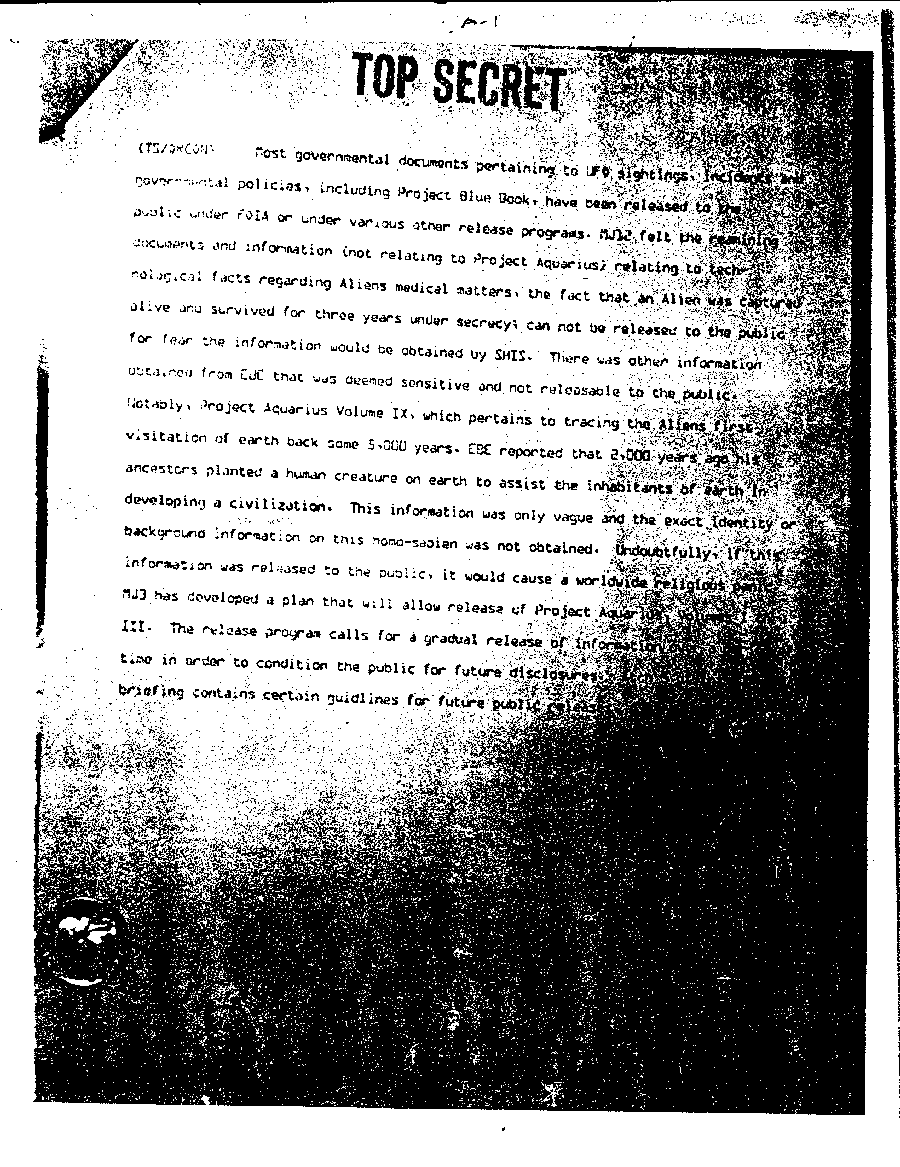 A-1
TOP SECRET
(TS/ORCON) Most governmental documents pertaining to UFO sightings, incidents and
governmental policies, including Project Blue Book, have been released to the
public under FOIA or under various other release programs. MJ12 felt the remaining
documents and information (not relating to Project Aquarius) relating to tech-
nological facts regarding Aliens medical matters, the fact that an Alien was captured
alive and survived for three years under secrecy; can not be released to the public
for fear the information would be obtained by SHIS. There was other information
obtained from EBE that was deemed sensitive and not releasable to the public.
Notably, Project Aquarius Volume IX, which pertains to tracing the Aliens first
visitation of earth back some 5,000 years. EBE reported that 2,000 years ago his
ancestors planted a human creature on earth to assist the inhabitants of earth in
developing a civilization. This information was only vague and the exact identity or
background information on this homo-sapien was not obtained. Undoubtfully, if this
information was released to the public, it would cause a worldwide religious
MJ3 has developed a plan that will allow release of Project Aquarius
III. The release program calls for a gradual release of information
time in order to condition the public for future disclosures.
briefing contains certain guidlines for future public